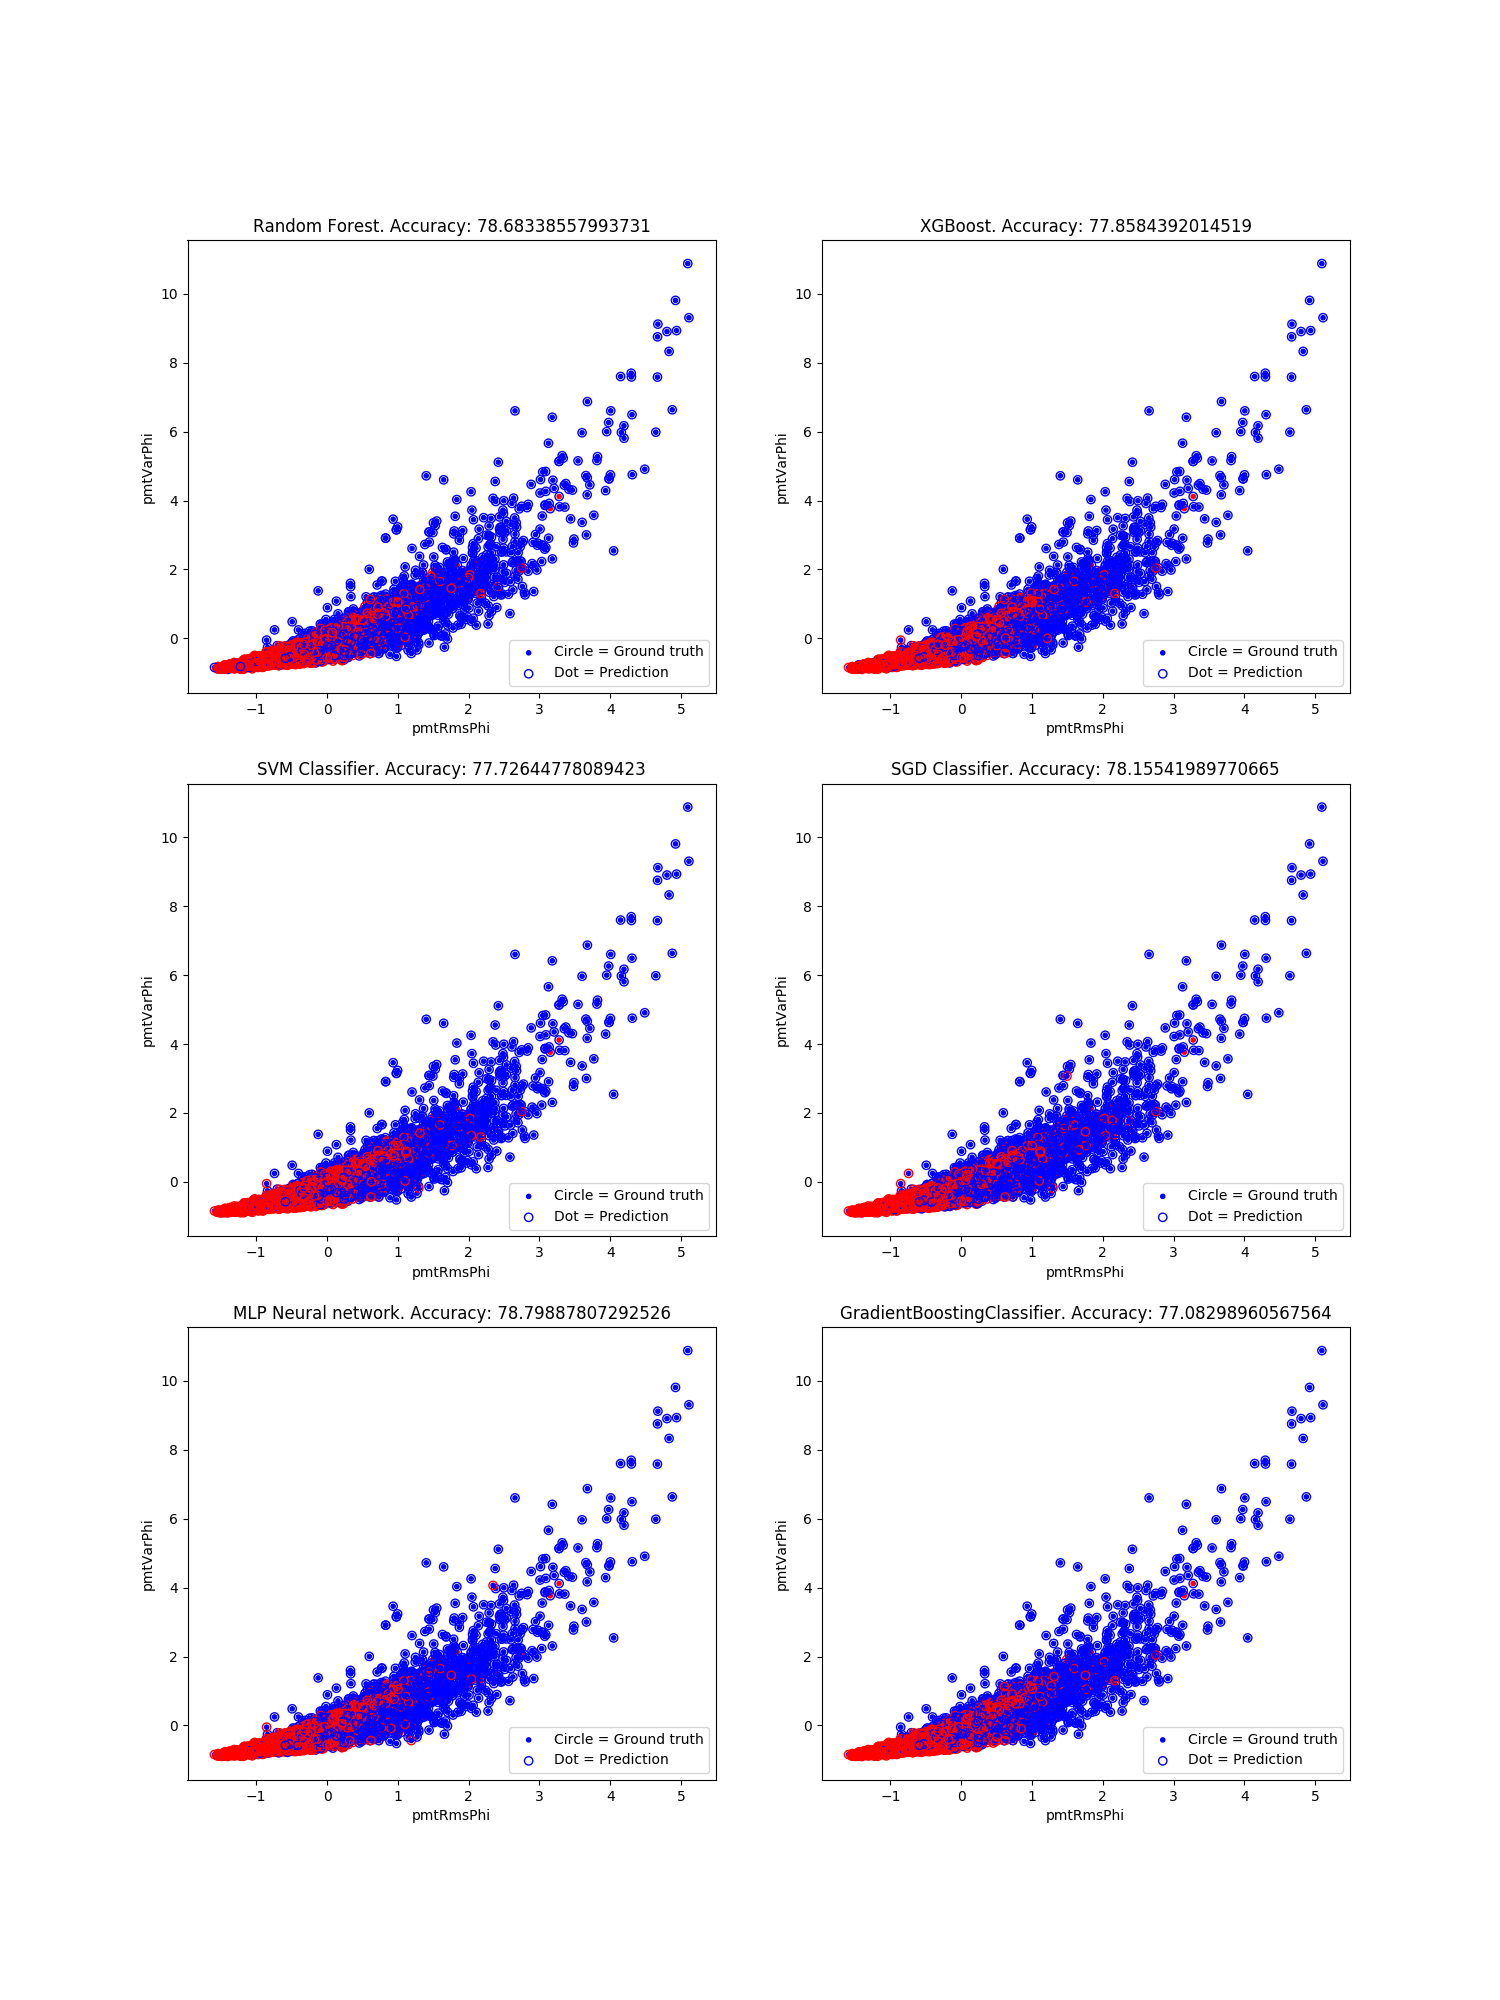 Random Forest. Accuracy: 78.68338557993731
10
8
6
4
2
0
pmtVarPhi
Circle = Ground truth
Dot = Prediction
−1 0 1 2 3 4 5
pmtRmsPhi
XGBoost. Accuracy: 77.8584392014519
10
8
6
4
2
0
pmtVarPhi
Circle = Ground truth
Dot = Prediction
−1 0 1 2 3 4 5
pmtRmsPhi
SVM Classifier. Accuracy: 77.72644778089423
10
8
6
4
2
0
pmtVarPhi
Circle = Ground truth
Dot = Prediction
−1 0 1 2 3 4 5
pmtRmsPhi
SGD Classifier. Accuracy: 78.15541989770665
10
8
6
4
2
0
pmtVarPhi
Circle = Ground truth
Dot = Prediction
−1 0 1 2 3 4 5
pmtRmsPhi
MLP Neural network. Accuracy: 78.79887807292526
10
8
6
4
2
0
pmtVarPhi
Circle = Ground truth
Dot = Prediction
−1 0 1 2 3 4 5
pmtRmsPhi
GradientBoostingClassifier. Accuracy: 77.08298960567564
10
8
6
4
2
0
pmtVarPhi
Circle = Ground truth
Dot = Prediction
−1 0 1 2 3 4 5
pmtRmsPhi